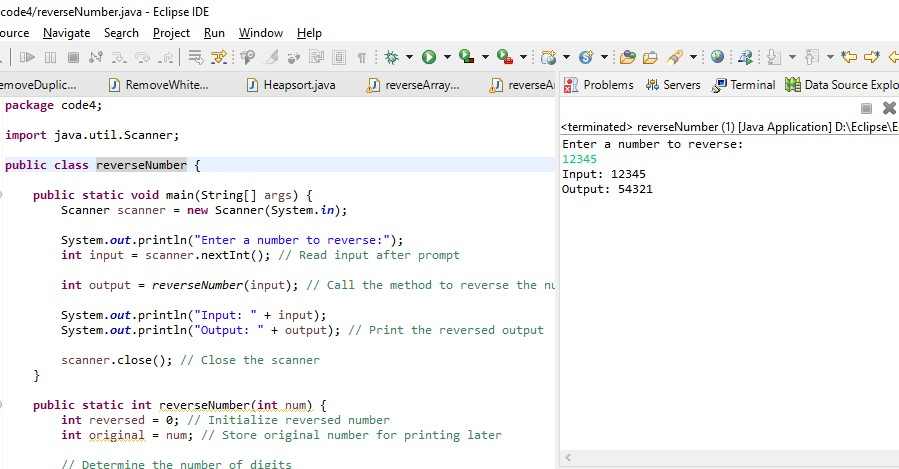 code4/reverseNumber.java - Eclipse IDE
ource Navigate Search Project Run Window Help
emoveDuplic... RemoveWhite... Heapsort.java reverseArray... reverseAr
Problems Servers Terminal Data Source Explo
package code4;
import java.util.Scanner;
public class reverseNumber {
public static void main(String[] args) {
Scanner scanner = new Scanner(System.in);
System.out.println("Enter a number to reverse:");
int input = scanner.nextInt(); // Read input after prompt
int output = reverseNumber(input); // Call the method to reverse the nu
System.out.println("Input: " + input);
System.out.println("Output: " + output); // Print the reversed output
scanner.close(); // Close the scanner
}
public static int reverseNumber(int num) {
int reversed = 0; // Initialize reversed number
int original = num; // Store original number for printing later
// Determine the number of digits
<terminated> reverseNumber (1) [Java Application] D:\Eclipse\E
Enter a number to reverse:
12345
Input: 12345
Output: 54321